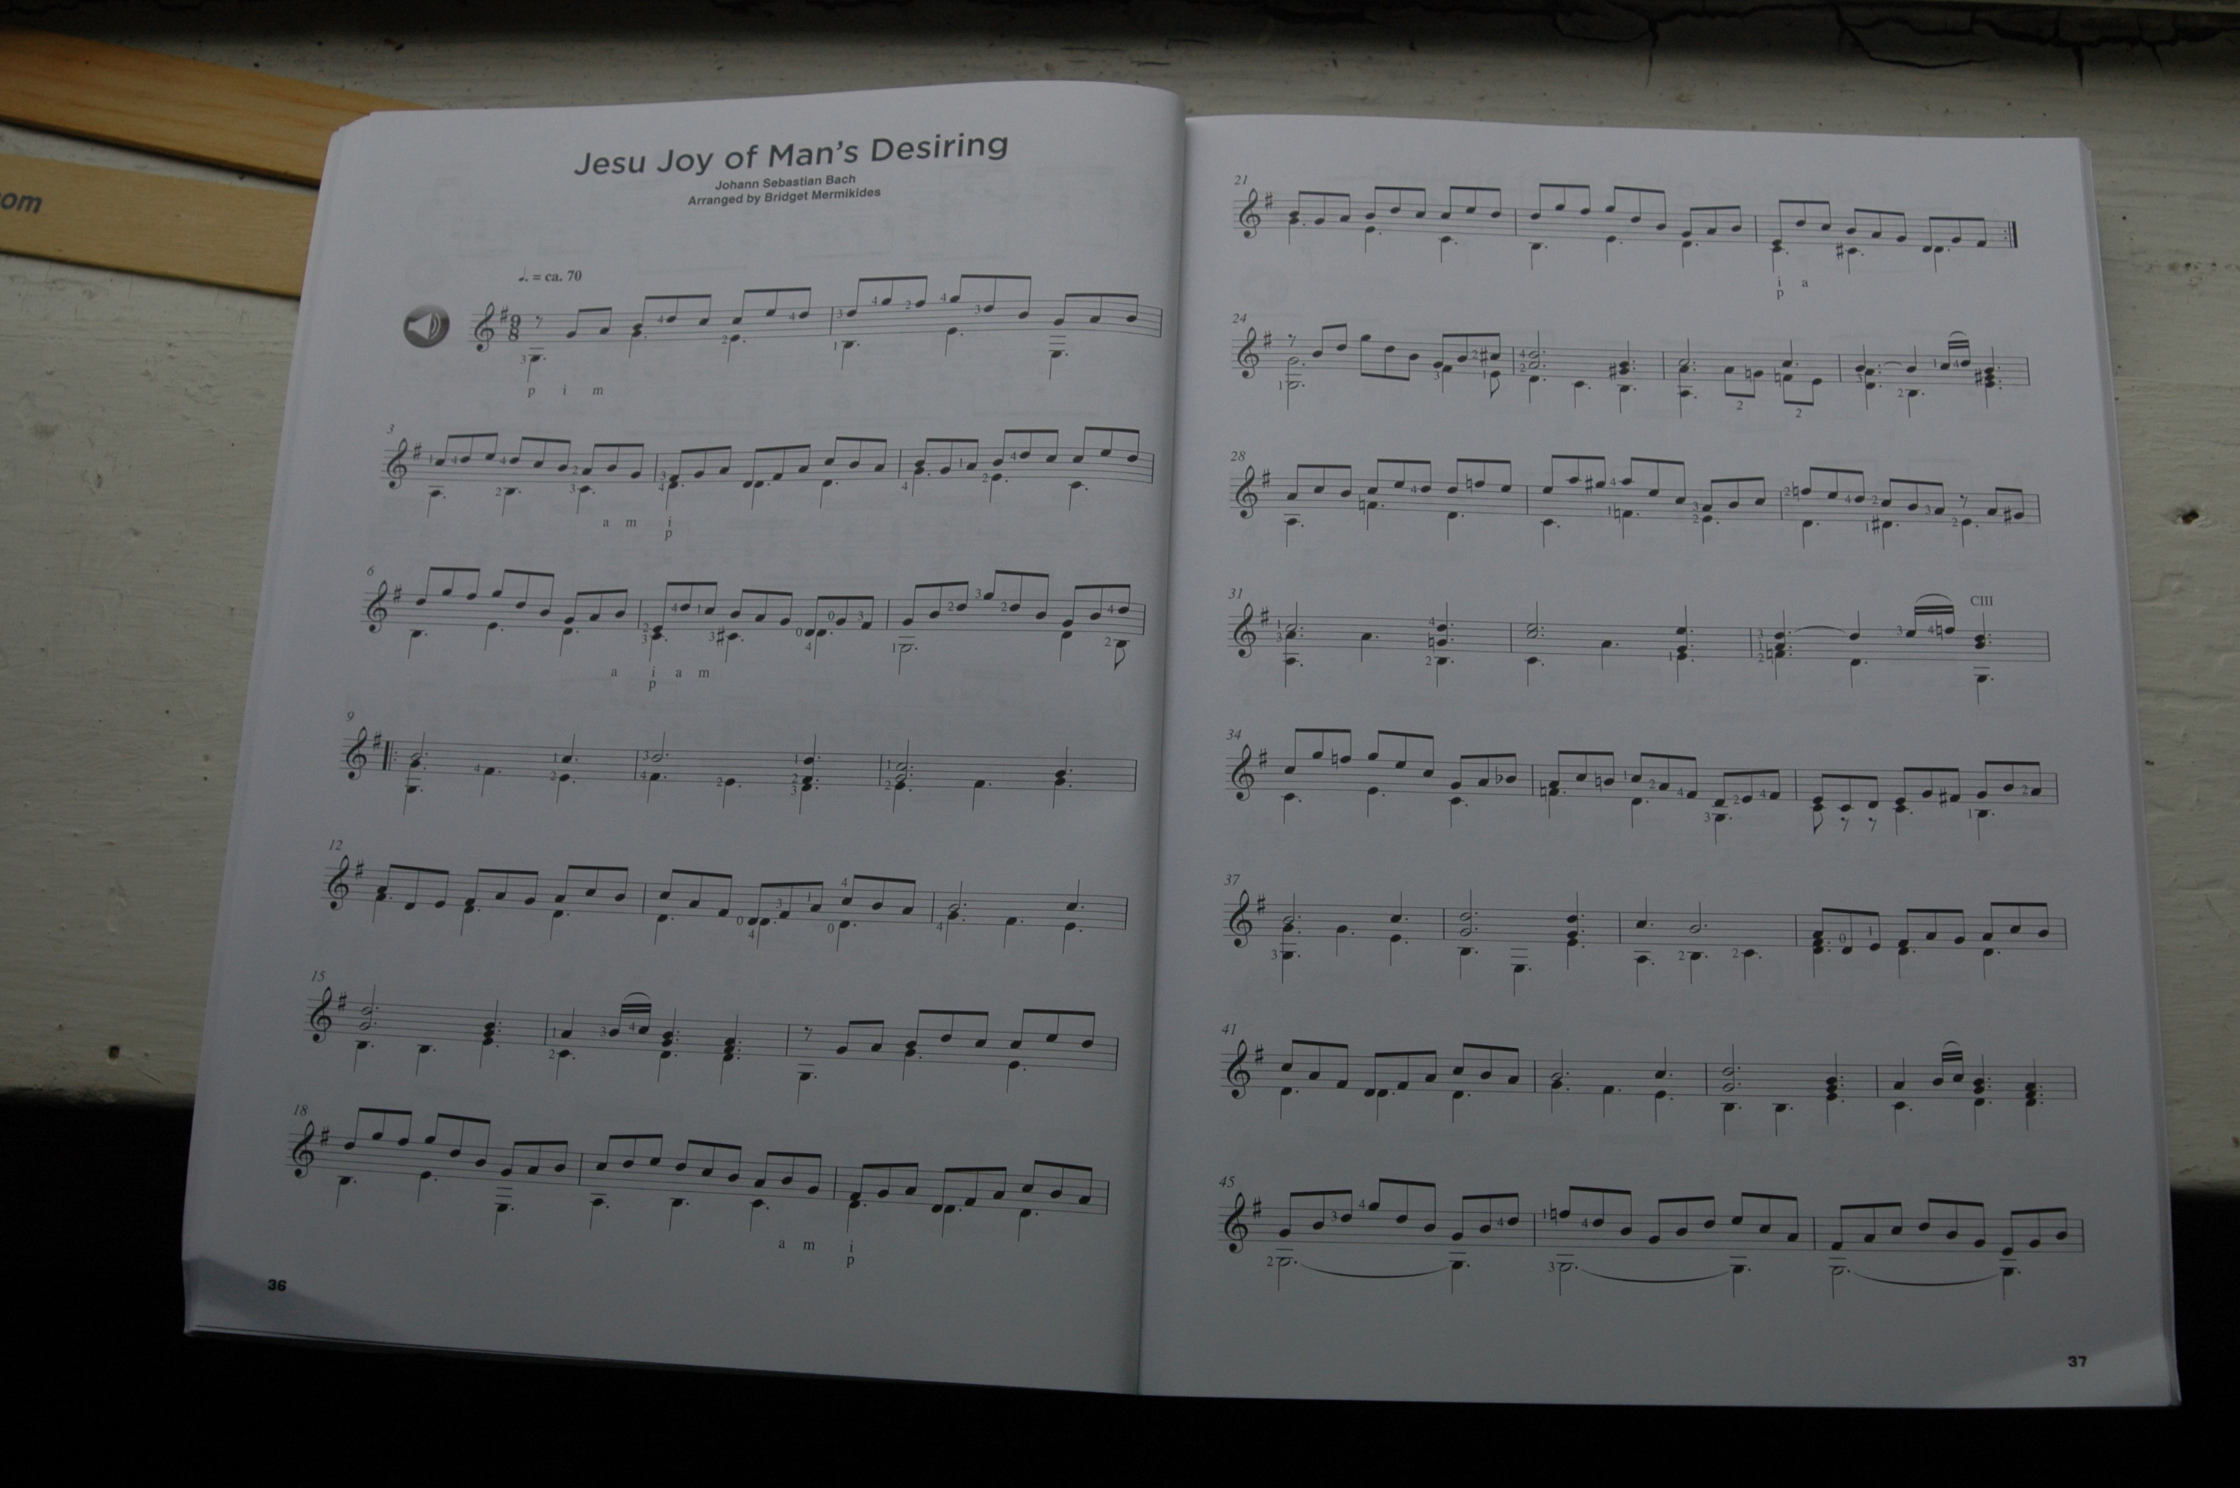 om
Jesu Joy of Man's Desiring
Johann Sebastian Bach
Arranged by Bridget Mermikides
♩. = ca. 70
p i m
3
a m i
p
6
a i a m
p
9
12
15
18
a m i
p
36
21
i a
p
24
28
31
CIII
34
37
41
45
37